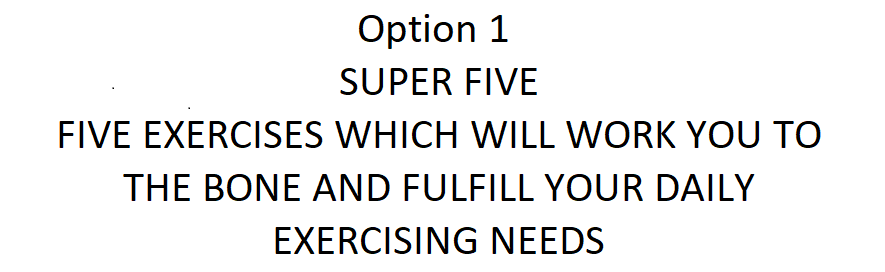 Option 1
SUPER FIVE
FIVE EXERCISES WHICH WILL WORK YOU TO
THE BONE AND FULFILL YOUR DAILY
EXERCISING NEEDS